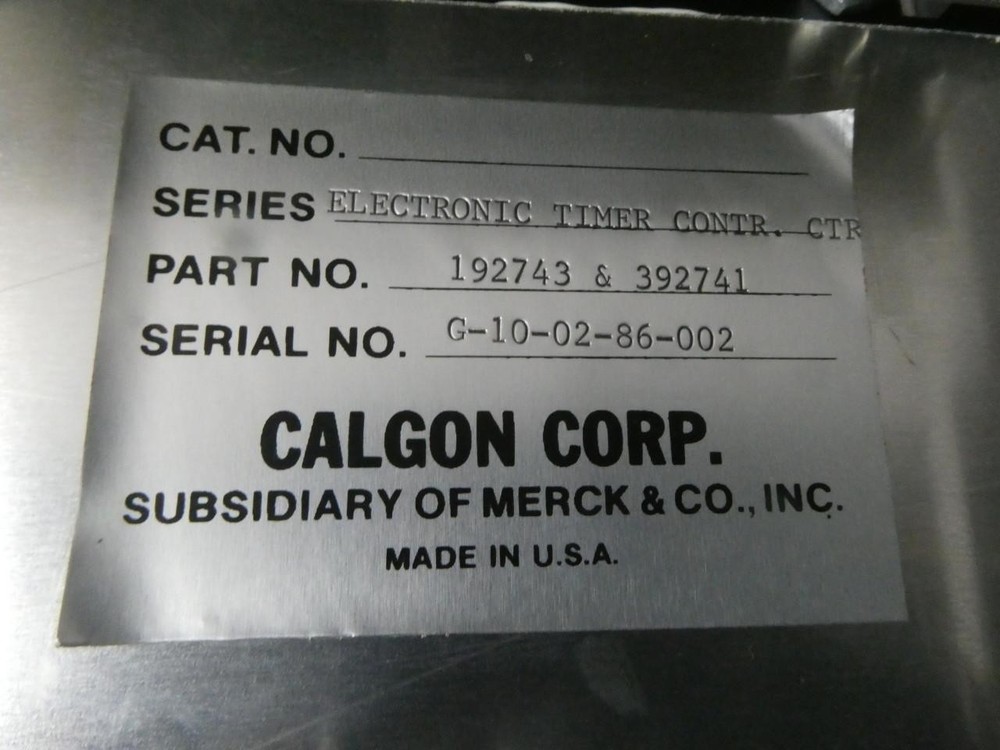 CAT. NO.
SERIES ELECTRONIC TIMER CONTR. CTR
PART NO. 192743 & 392741
SERIAL NO. G-10-02-86-002
CALGON CORP.
SUBSIDIARY OF MERCK & CO., INC.
MADE IN U.S.A.